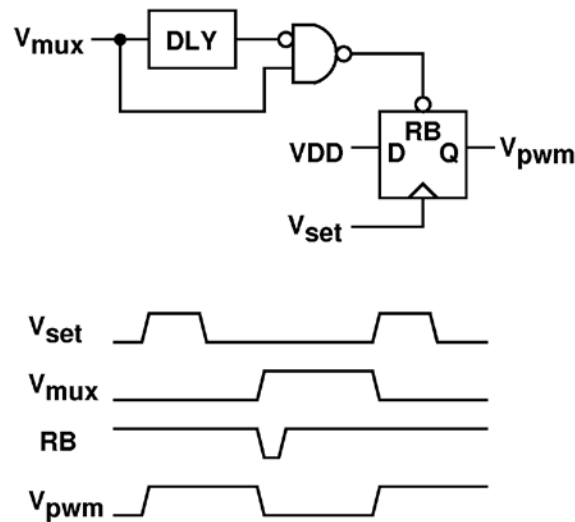 Vmux
DLY
RB
VDD D Q Vpwm
Vset
Vset
Vmux
RB
Vpwm